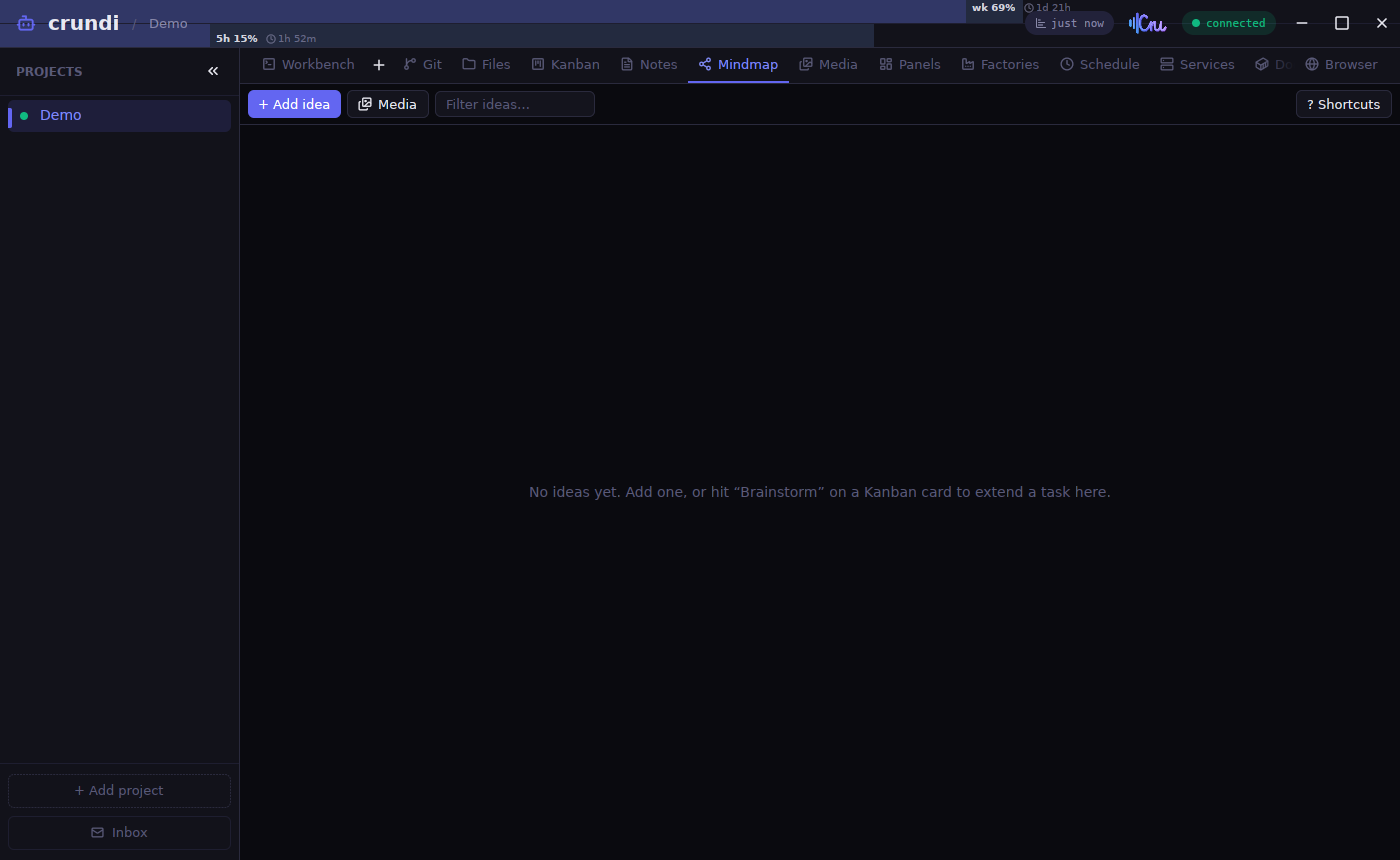 wk 69% 1d 21h
crundi / Demo
just now
Cru
connected
5h 15% 1h 52m
PROJECTS
Workbench
Git
Files
Kanban
Notes
Mindmap
Media
Panels
Factories
Schedule
Services
Do
Browser
+ Add idea
Media
Filter ideas...
? Shortcuts
Demo
No ideas yet. Add one, or hit “Brainstorm” on a Kanban card to extend a task here.
+ Add project
Inbox